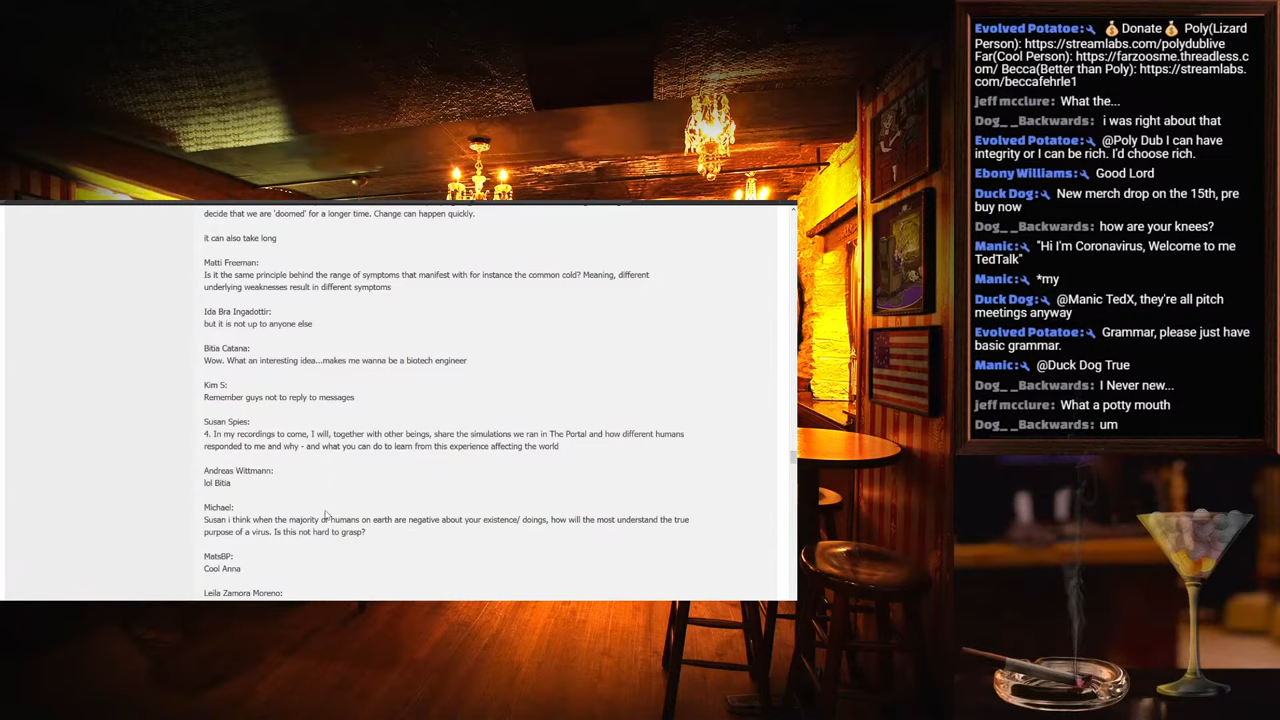 decide that we are 'doomed' for a longer time. Change can happen quickly.
it can also take long
Matti Freeman:
Is it the same principle behind the range of symptoms that manifest with for instance the common cold? Meaning, different
underlying weaknesses result in different symptoms
Ida Bra Ingadottir:
but it is not up to anyone else
Bitia Catana:
Wow. What an interesting idea...makes me wanna be a biotech engineer
Kim S:
Remember guys not to reply to messages
Susan Spies:
4. In my recordings to come, I will, together with other beings, share the simulations we ran in The Portal and how different humans
responded to me and why - and what you can do to learn from this experience affecting the world
Andreas Wittmann:
lol Bitia
Michael:
Susan i think when the majority of humans on earth are negative about your existence/ doings, how will the most understand the true
purpose of a virus. Is this not hard to grasp?
MatsBP:
Cool Anna
Leila Zamora Moreno:
Evolved Potatoe: 💰Donate💰 Poly(Lizard
Person): https://streamlabs.com/polydublive
Far(Cool Person): https://farzoosme.threadless.c
om/ Becca(Better than Poly): https://streamlabs.
com/beccafehrle1
jeff mcclure: What the...
Dog_ _Backwards: i was right about that
Evolved Potatoe: @Poly Dub I can have
integrity or I can be rich. I'd choose rich.
Ebony Williams: Good Lord
Duck Dog: New merch drop on the 15th, pre
buy now
Dog_ _Backwards: how are your knees?
Manic: "Hi I'm Coronavirus, Welcome to me
TedTalk"
Manic: *my
Duck Dog: @Manic TedX, they're all pitch
meetings anyway
Evolved Potatoe: Grammar, please just have
basic grammar.
Manic: @Duck Dog True
Dog_ _Backwards: I Never new...
jeff mcclure: What a potty mouth
Dog_ _Backwards: um